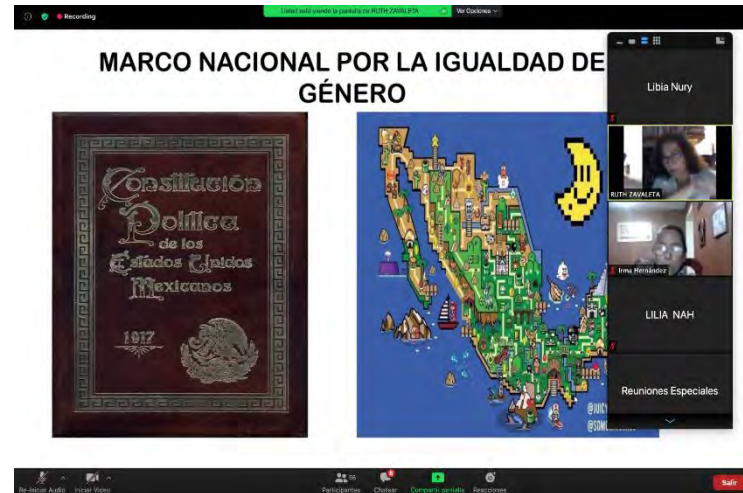 Recording
Usted está viendo la pantalla de RUTH ZAVALETA
Ver Opciones
MARCO NACIONAL POR LA IGUALDAD DE
GÉNERO
Constitución
Política
de los
Estados Unidos
Mexicanos
1917
Libia Nury
RUTH ZAVALETA
Irma Hernández
LILIA NAH
Reuniones Especiales
Re-iniciar Audio
Iniciar Video
Participantes
Chatear
Compartir pantalla
Reacciones
Salir